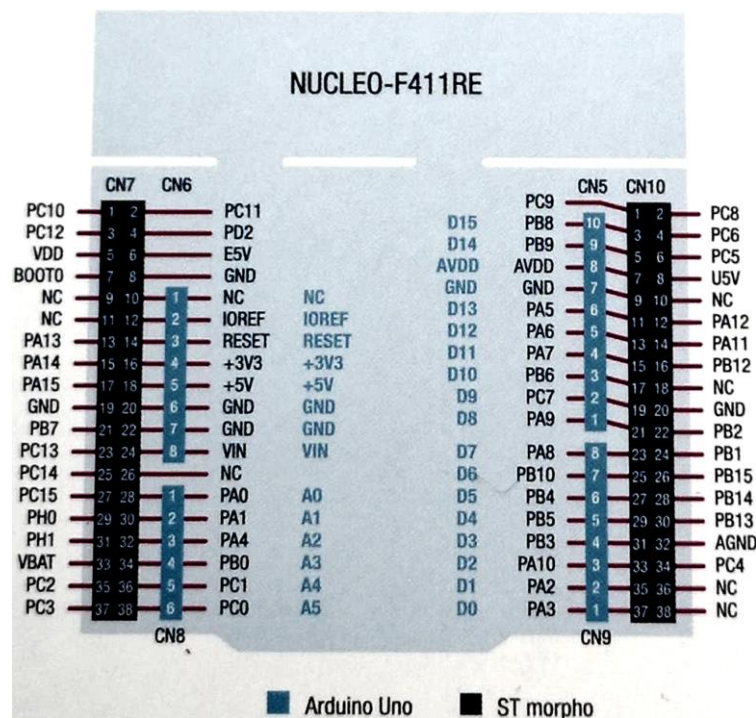 NUCLEO-F411RE
CN7 CN6 CN5 CN10
PC9
PC10 1 2 PC11 D15 PB8 10 1 2 PC8
PC12 3 4 PD2 D14 PB9 9 3 4 PC6
VDD 5 6 E5V AVDD AVDD 8 5 6 PC5
BOOT0 7 8 GND GND GND 7 7 8 U5V
NC 9 10 1 NC NC D13 PA5 6 9 10 NC
NC 11 12 2 IOREF IOREF D12 PA6 5 11 12 PA12
PA13 13 14 3 RESET RESET D11 PA7 4 13 14 PA11
PA14 15 16 4 +3V3 +3V3 D10 PB6 3 15 16 PB12
PA15 17 18 5 +5V +5V D9 PC7 2 17 18 NC
GND 19 20 6 GND GND D8 PA9 1 19 20 GND
PB7 21 22 7 GND GND 21 22 PB2
PC13 23 24 8 VIN VIN D7 PA8 8 23 24 PB1
PC14 25 26 NC D6 PB10 7 25 26 PB15
PC15 27 28 1 PA0 A0 D5 PB4 6 27 28 PB14
PH0 29 30 2 PA1 A1 D4 PB5 5 29 30 PB13
PH1 31 32 3 PA4 A2 D3 PB3 4 31 32 AGND
VBAT 33 34 4 PB0 A3 D2 PA10 3 33 34 PC4
PC2 35 36 5 PC1 A4 D1 PA2 2 35 36 NC
PC3 37 38 6 PC0 A5 D0 PA3 1 37 38 NC
CN8 CN9
Arduino Uno ST morpho